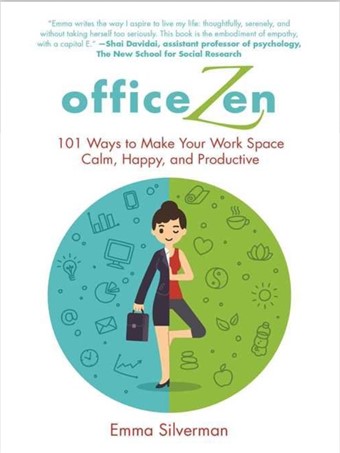 "Emma writes the way I aspire to live my life: thoughtfully, serenely, and
without taking herself too seriously. This book is the embodiment of empathy,
with a capital E." —Shai Davidai, assistant professor of psychology,
The New School for Social Research
officeZen
101 Ways to Make Your Work Space
Calm, Happy, and Productive
Emma Silverman